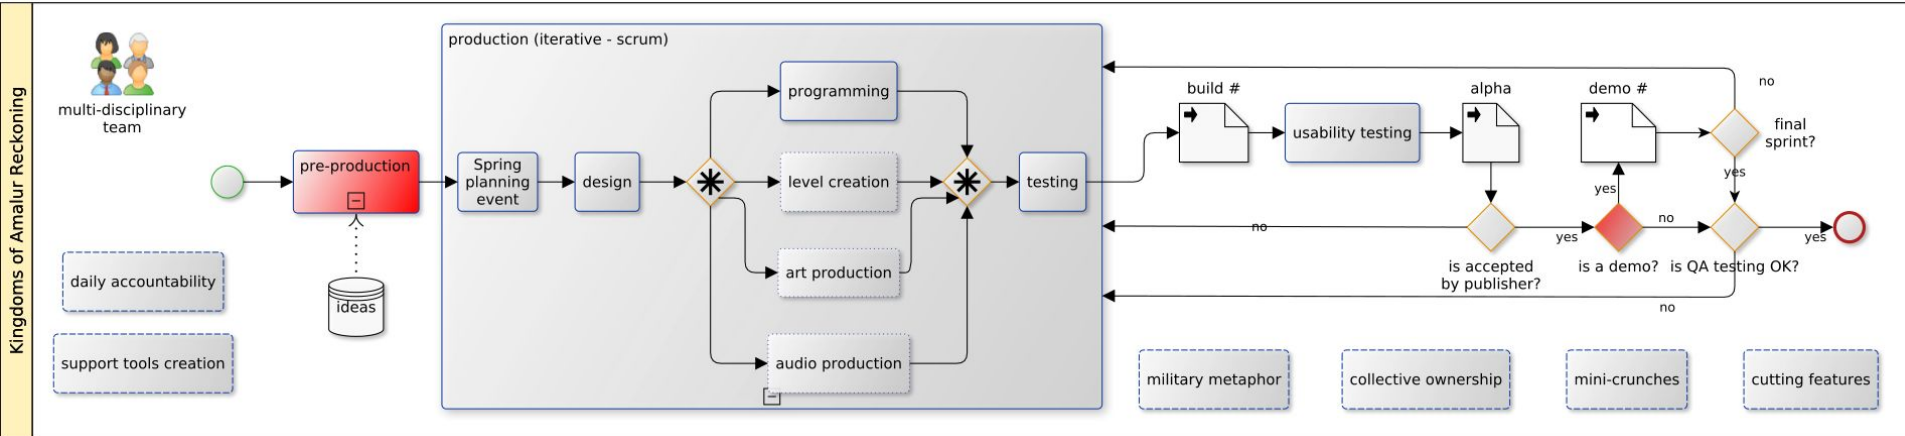 Kingdoms of Amalur Reckoning
multi-disciplinary
team
daily accountability
support tools creation
pre-production
ideas
production (iterative - scrum)
Spring
planning
event
design
programming
level creation
art production
audio production
testing
build #
usability testing
alpha
demo #
no
final
sprint?
yes
yes
no
no
yes
yes
is accepted
by publisher?
is a demo?
is QA testing OK?
no
military metaphor
collective ownership
mini-crunches
cutting features